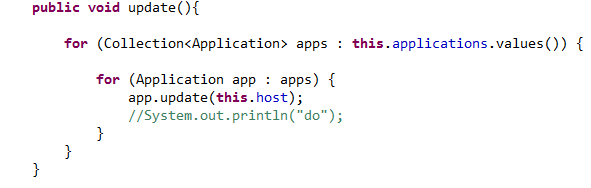 public void update(){
for (Collection<Application> apps : this.applications.values()) {
for (Application app : apps) {
app.update(this.host);
//System.out.println("do");
}
}
}